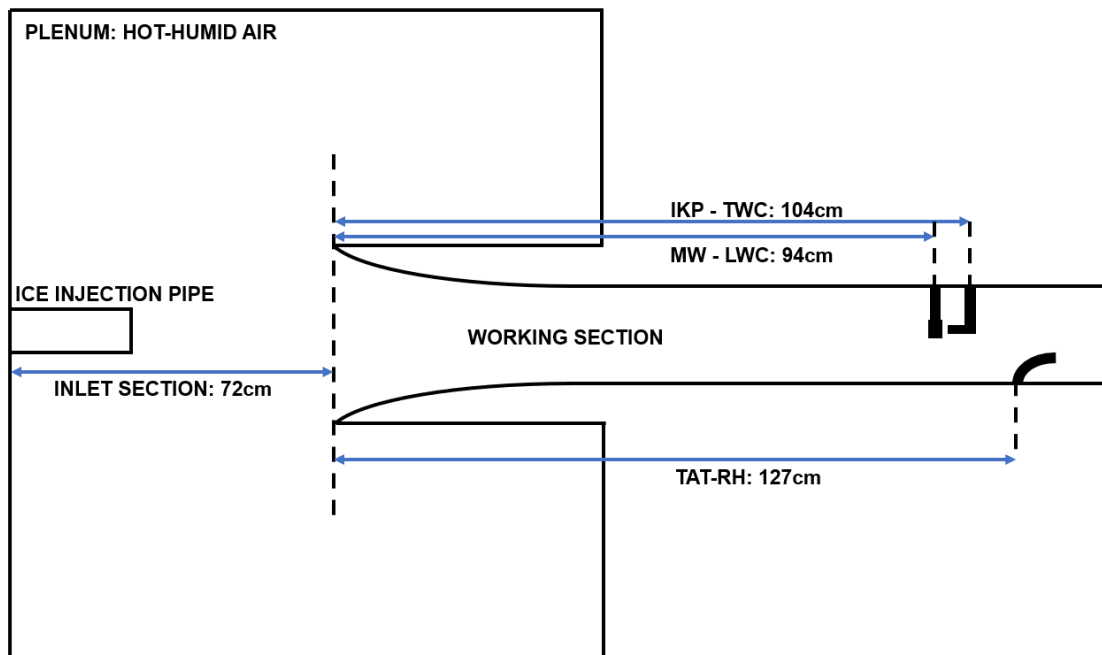 PLENUM: HOT-HUMID AIR
IKP - TWC: 104cm
MW - LWC: 94cm
ICE INJECTION PIPE
WORKING SECTION
INLET SECTION: 72cm
TAT-RH: 127cm